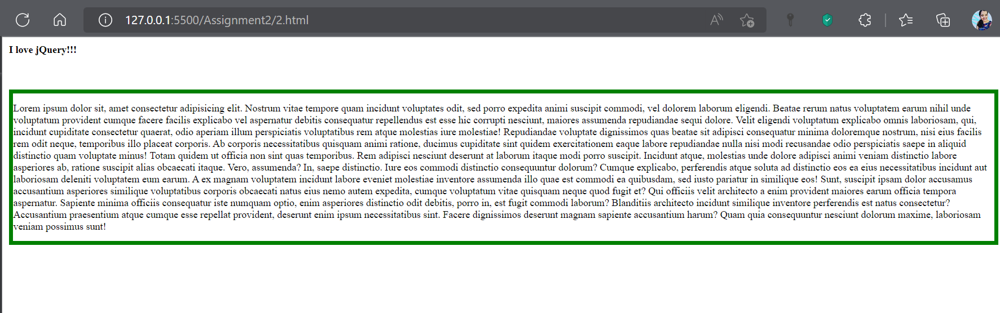 127.0.0.1:5500/Assignment2/2.html
I love jQuery!!!
Lorem ipsum dolor sit, amet consectetur adipisicing elit. Nostrum vitae tempore quam incidunt voluptates odit, sed porro expedita animi suscipit commodi, vel dolorem laborum eligendi. Beatae rerum natus voluptatem earum nihil unde
voluptatum provident cumque facere facilis explicabo vel aspernatur debitis consequatur repellendus est esse hic corrupti nesciunt, maiores assumenda repudiandae sequi dolore. Velit eligendi voluptatum explicabo omnis laboriosam, qui,
incidunt cupiditate consectetur quaerat, odio aperiam illum perspiciatis voluptatibus rem atque molestias iure molestiae! Repudiandae voluptate dignissimos quas beatae sit adipisci consequatur minima doloremque nostrum, nisi eius facilis
rem odit neque, temporibus illo placeat corporis. Ab corporis necessitatibus quisquam animi ratione, ducimus cupiditate sint quidem exercitationem eaque labore repudiandae nulla nisi modi recusandae odio perspiciatis saepe in aliquid
distinctio quam voluptate minus! Totam quidem ut officia non sint quas temporibus. Rem adipisci nesciunt deserunt at laborum itaque modi porro suscipit. Incidunt atque, molestias unde dolore adipisci animi veniam distinctio labore
asperiores ab, ratione suscipit alias obcaecati itaque. Vero, assumenda? In, saepe distinctio. Iure eos commodi distinctio consequuntur dolorum? Cumque explicabo, perferendis atque soluta ad distinctio eos ea eius necessitatibus incidunt aut
laboriosam deleniti voluptatem eum earum. A ex magnam voluptatem incidunt labore eveniet molestiae inventore assumenda illo quae est commodi ea quibusdam, sed iusto pariatur in similique eos! Sunt, suscipit ipsam dolor accusamus
accusantium asperiores similique voluptatibus corporis obcaecati natus eius nemo autem expedita, cumque voluptatum vitae quisquam neque quod fugit et? Qui officiis velit architecto a enim provident maiores earum officia tempora
aspernatur. Sapiente minima officiis consequatur iste numquam optio, enim asperiores distinctio odit debitis, porro in, est fugit commodi laborum? Blanditiis architecto incidunt similique inventore perferendis est natus consectetur?
Accusantium praesentium atque cumque esse repellat provident, deserunt enim ipsum necessitatibus sint. Facere dignissimos deserunt magnam sapiente accusantium harum? Quam quia consequuntur nesciunt dolorum maxime, laboriosam
veniam possimus sunt!